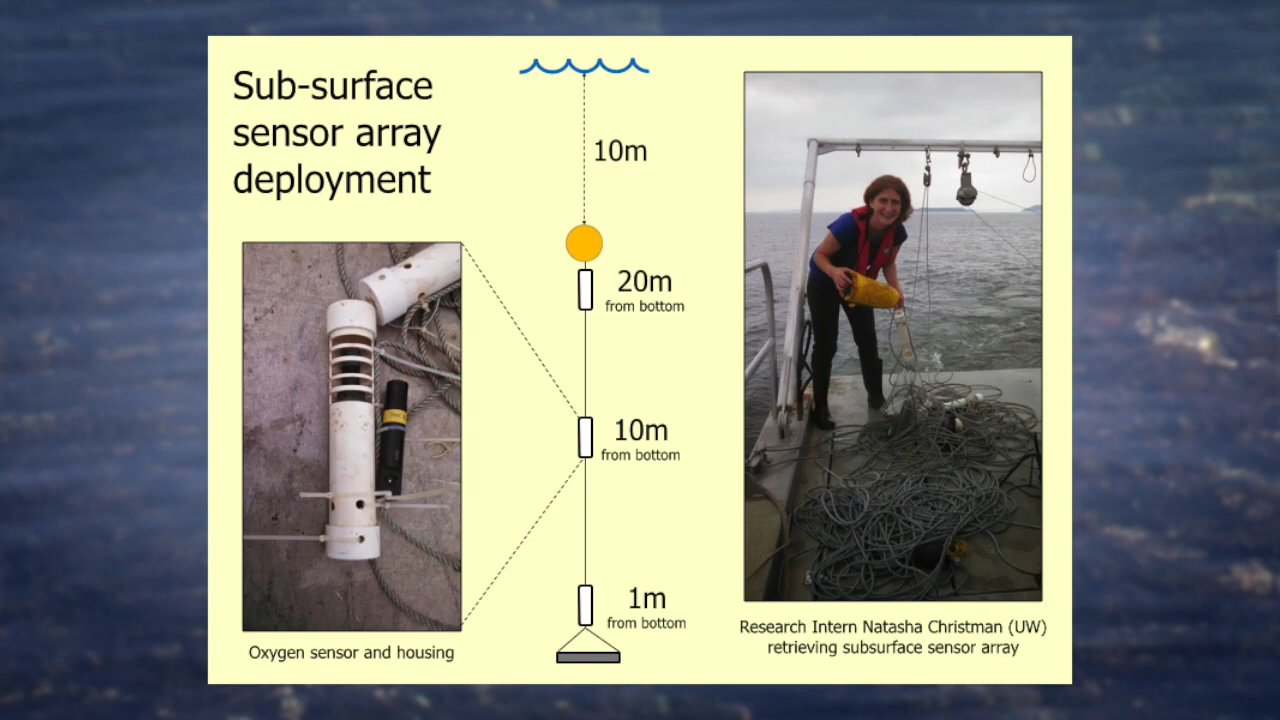 Sub-surface
sensor array
deployment
10m
20m
from bottom
10m
from bottom
1m
from bottom
Oxygen sensor and housing
Research Intern Natasha Christman (UW)
retrieving subsurface sensor array